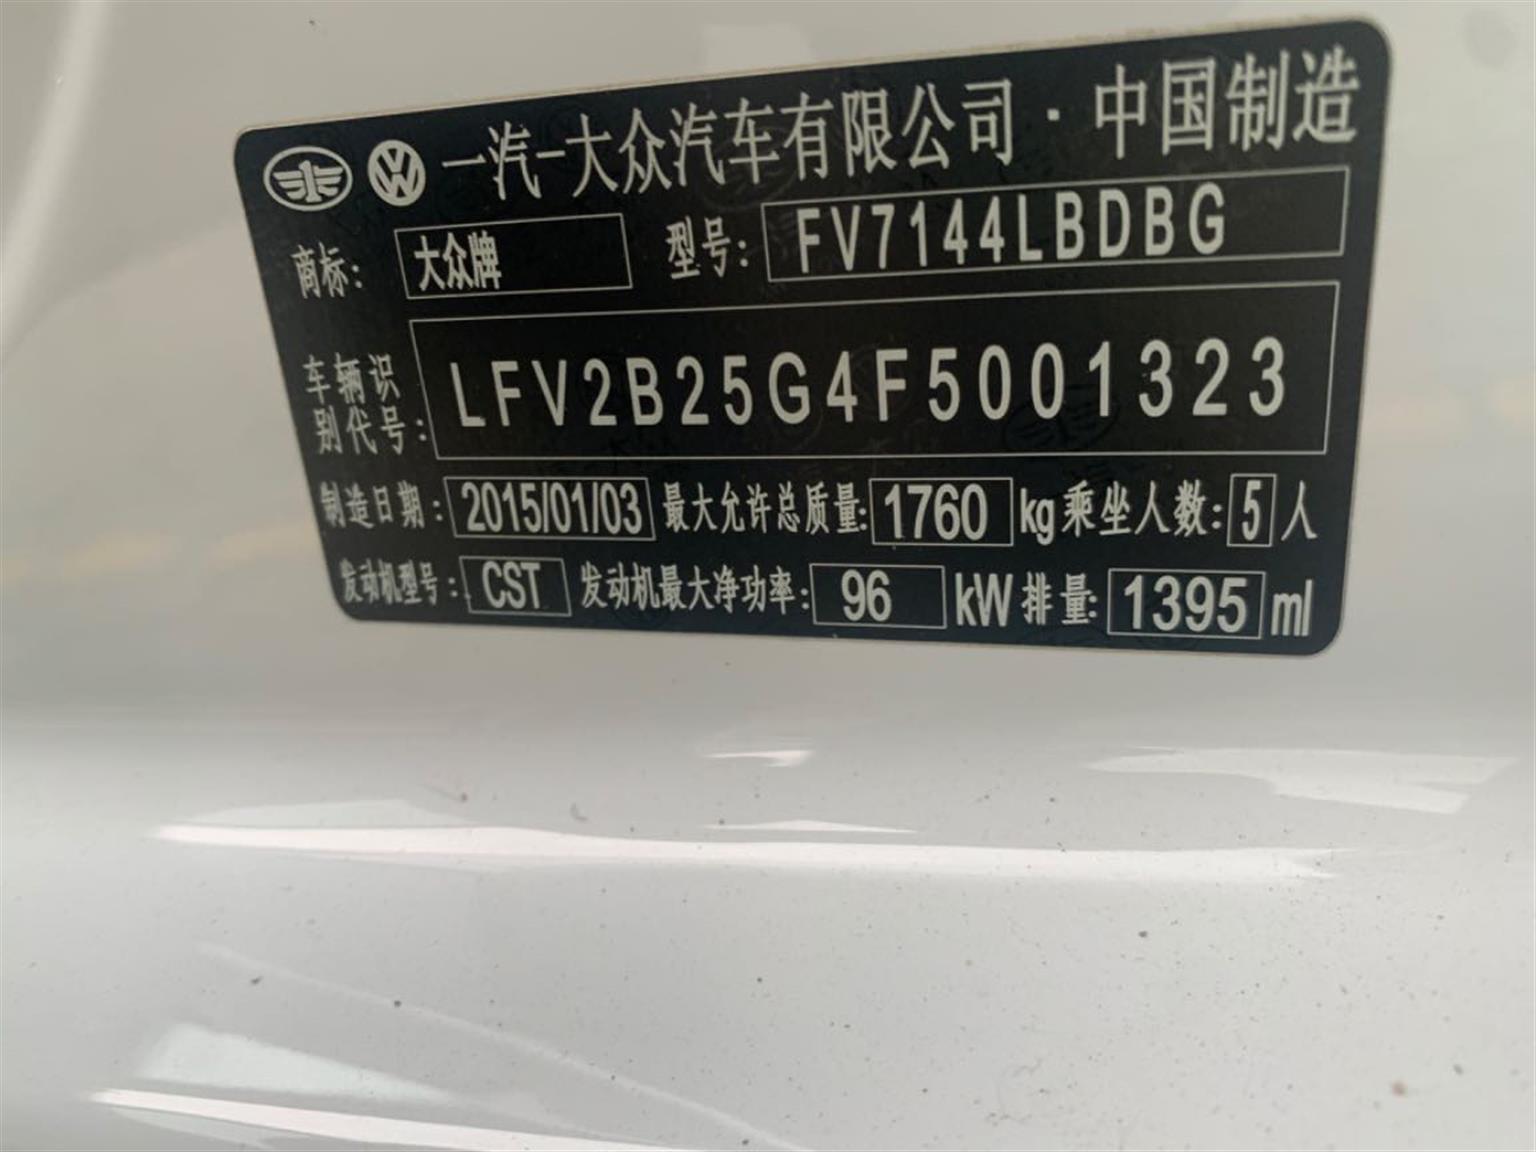 一汽-大众汽车有限公司·中国制造
商标: 大众牌 型号: FV7144LBDBG
车辆识别代号: LFV2B25G4F5001323
制造日期: 2015/01/03 最大允许总质量: 1760 kg 乘坐人数: 5 人
发动机型号: CST 发动机最大净功率: 96 kW 排量: 1395 ml